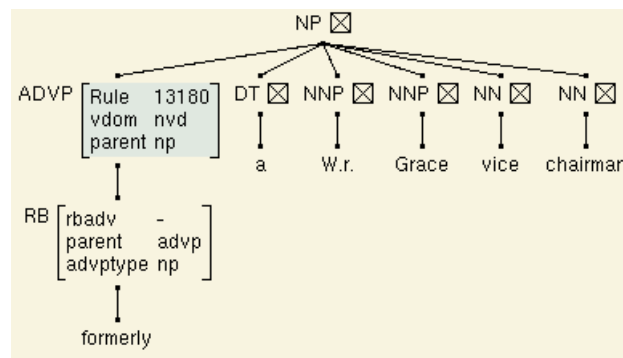 NP
ADVP Rule 13180 DT NNP NNP NN NN
vdom nvd
parent np
a W.r. Grace vice chairman
RB rbadv -
parent advp
advptype np
formerly